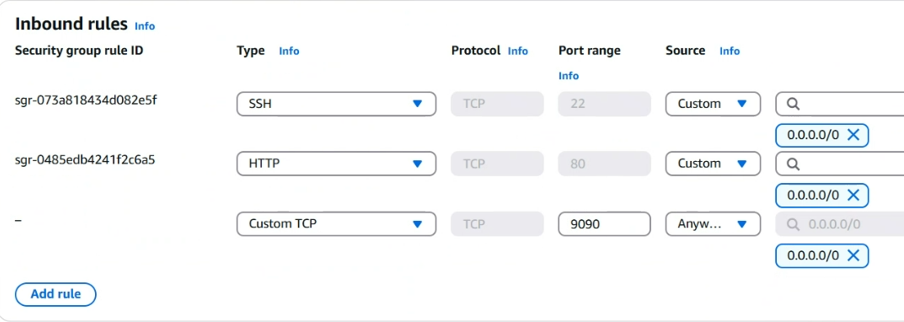 Inbound rules Info
Security group rule ID Type Info Protocol Info Port range Info Source Info
sgr-073a818434d082e5f SSH TCP 22 Custom
0.0.0.0/0
sgr-0485edb4241f2c6a5 HTTP TCP 80 Custom
0.0.0.0/0
– Custom TCP TCP 9090 Anyw... 0.0.0.0/0
0.0.0.0/0
Add rule